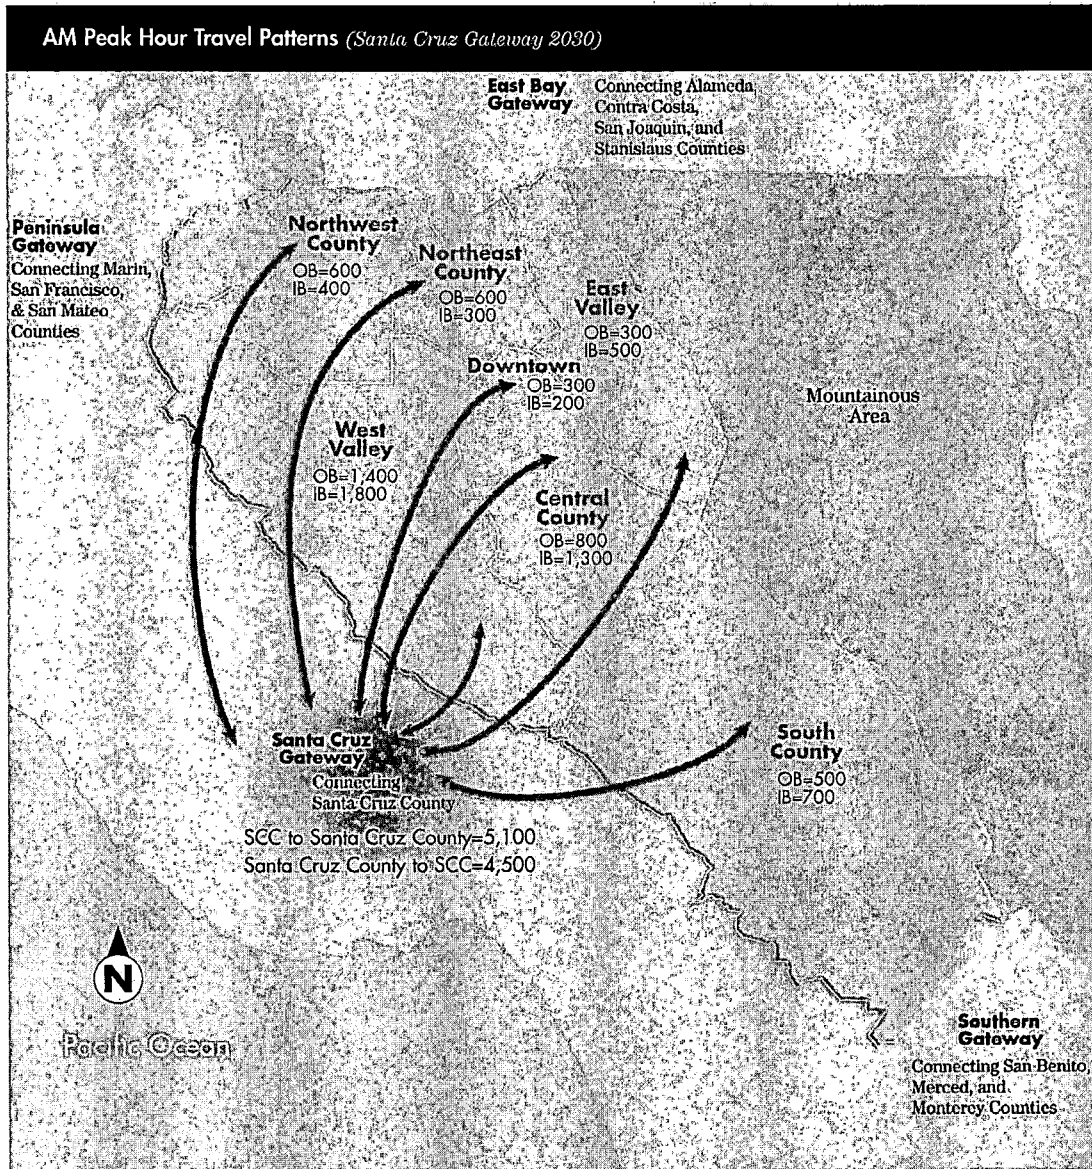 AM Peak Hour Travel Patterns (Santa Cruz Gateway 2030)
East Bay
Gateway
Connecting Alameda,
Contra Costa,
San Joaquin, and
Stanislaus Counties
Peninsula
Gateway
Connecting Marin,
San Francisco,
& San Mateo
Counties
Northwest
County
OB=600
IB=400
Northeast
County
OB=600
IB=300
East
Valley
OB=300
IB=500
Downtown
OB=300
IB=200
Mountainous
Area
West
Valley
OB=1,400
IB=1,800
Central
County
OB=800
IB=1,300
Santa Cruz
Gateway
Connecting
Santa Cruz County
SCC to Santa Cruz County=5,100
Santa Cruz County to SCC=4,500
South
County
OB=500
IB=700
N
Pacific Ocean
Southern
Gateway
Connecting San Benito,
Merced, and
Monterey Counties